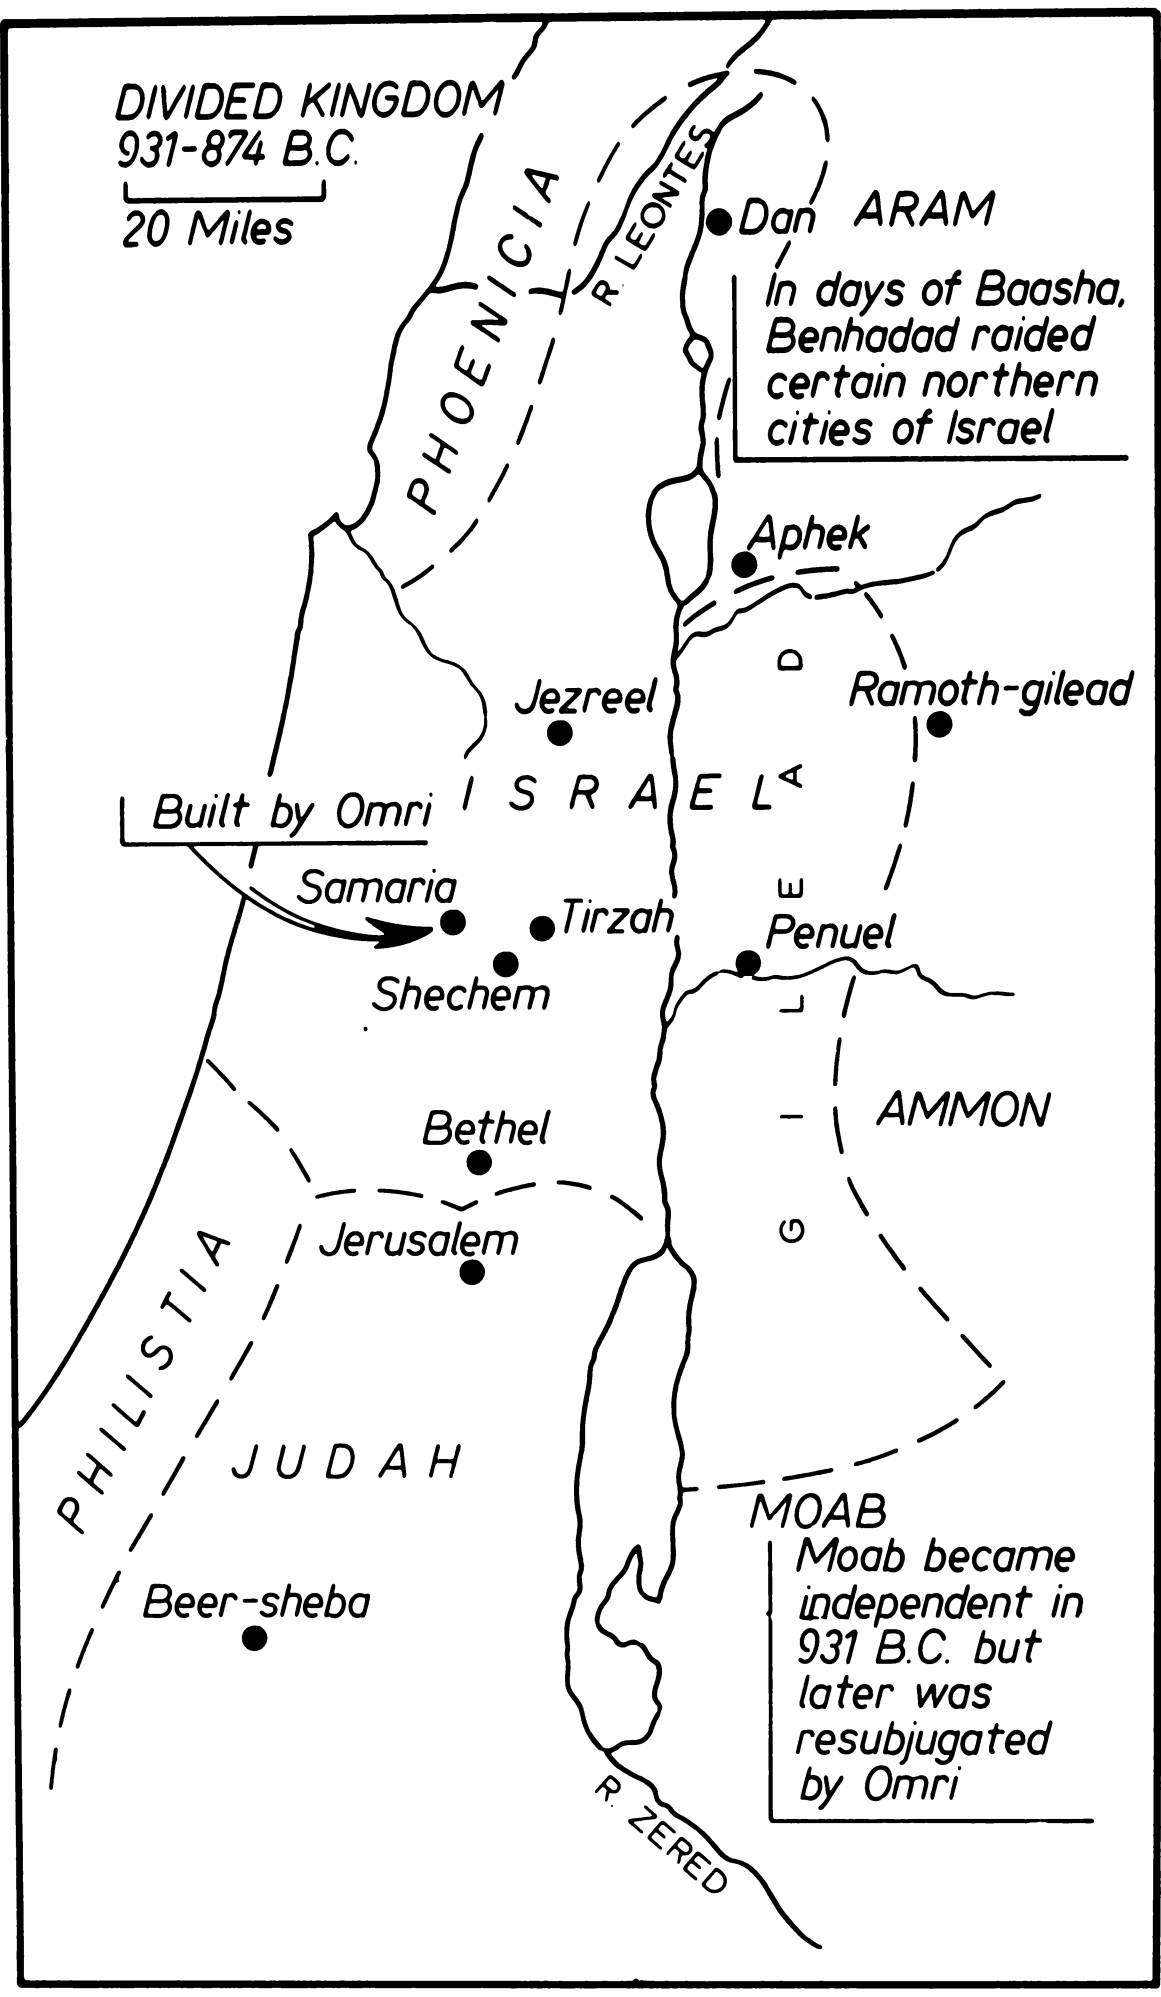 DIVIDED KINGDOM
931-874 B.C.
20 Miles
PHOENICIA
R. LEONTES
Dan
ARAM
In days of Baasha,
Benhadad raided
certain northern
cities of Israel
Aphek
Ramoth-gilead
Jezreel
ISRAEL
GILEAD
Built by Omri
Samaria
Tirzah
Shechem
Penuel
AMMON
Bethel
Jerusalem
PHILISTIA
JUDAH
MOAB
Moab became
independent in
931 B.C. but
later was
resubjugated
by Omri
Beer-sheba
R. ZERED